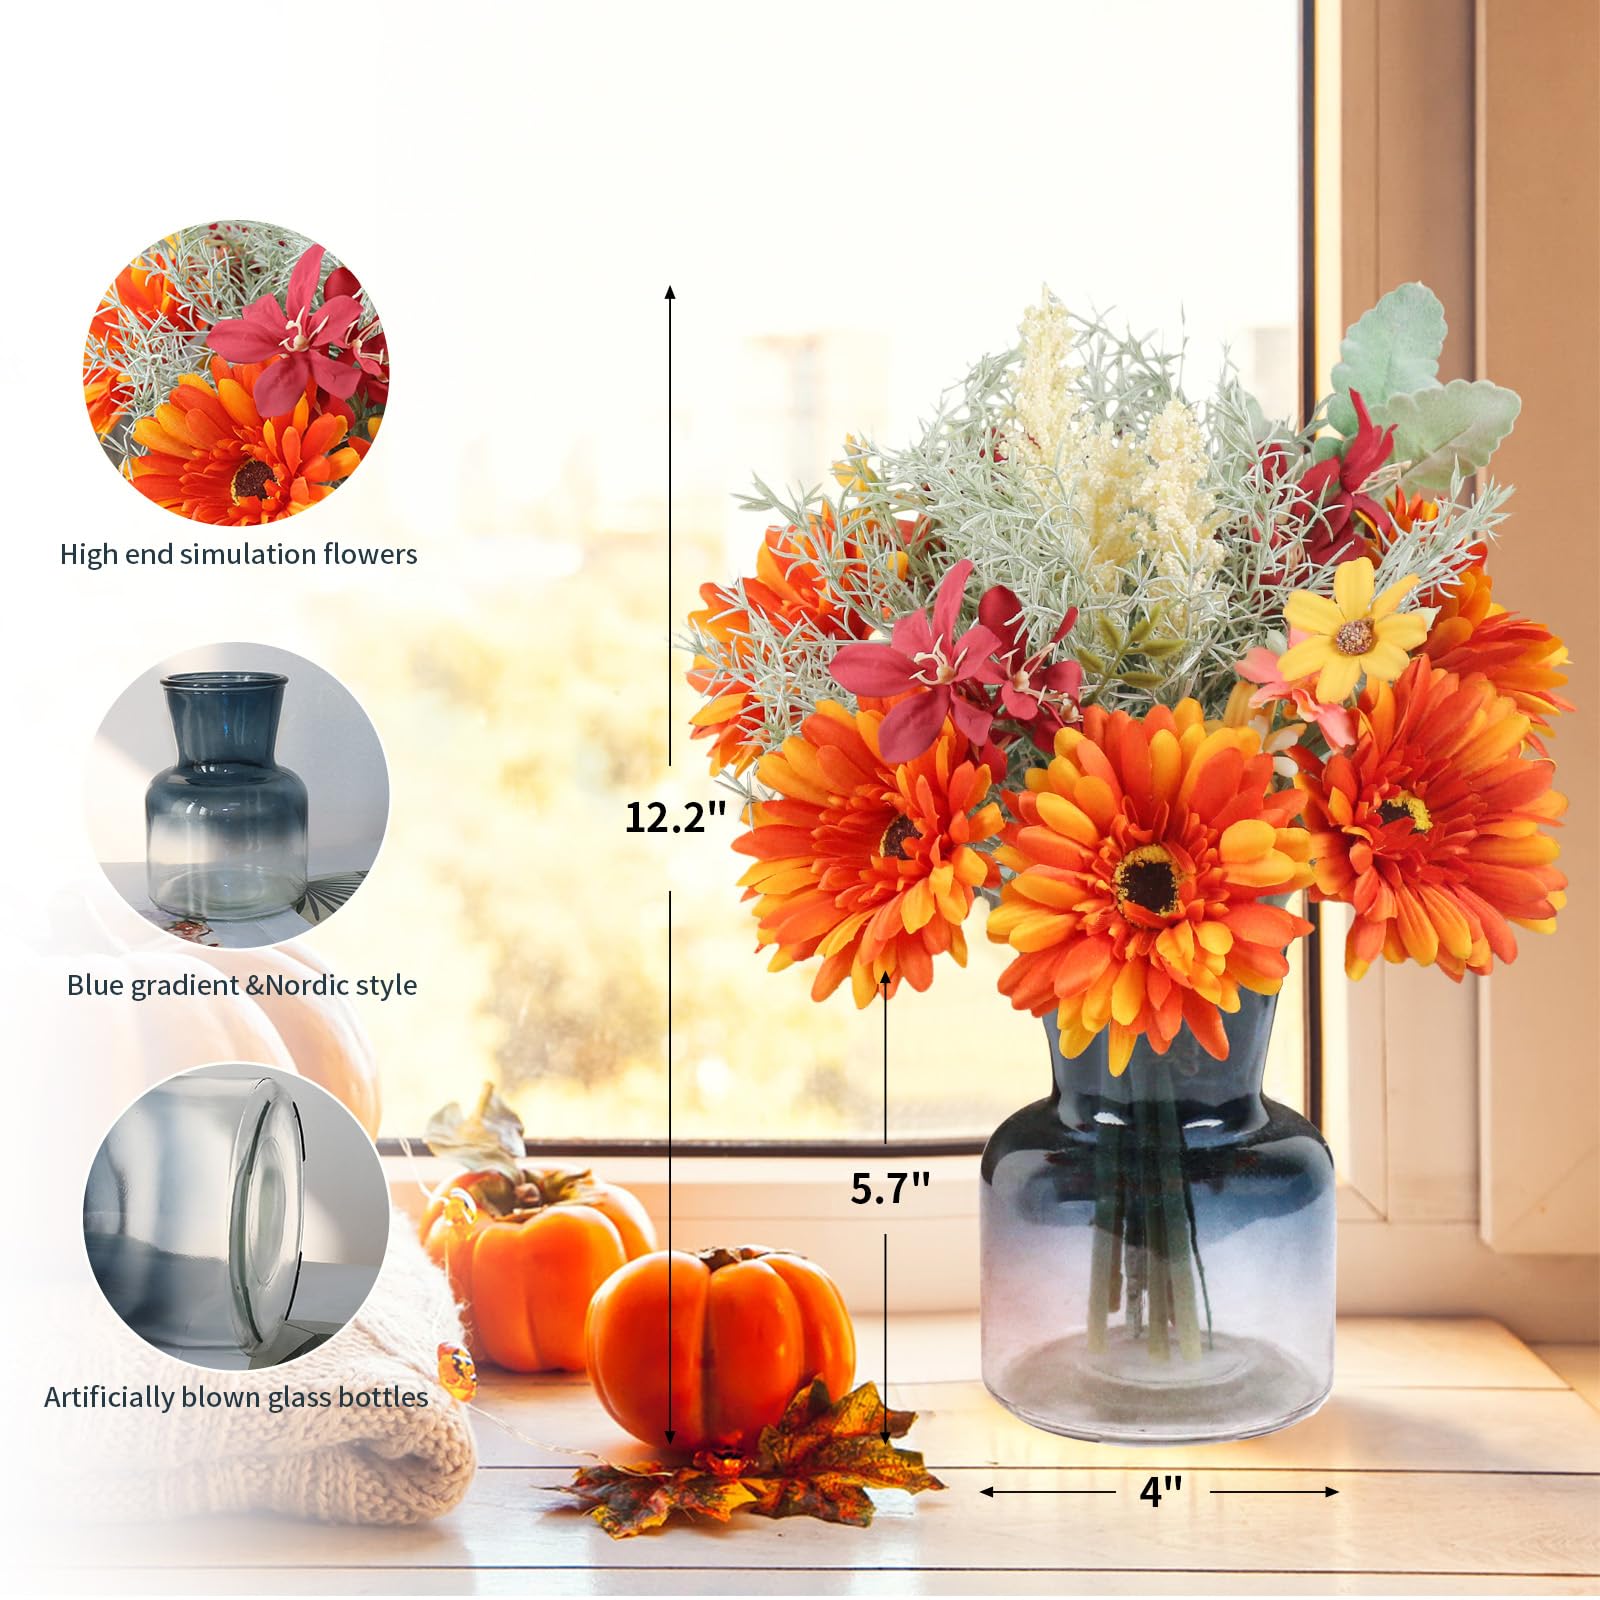 High end simulation flowers
12.2"
Blue gradient &Nordic style
5.7"
Artificially blown glass bottles
4"